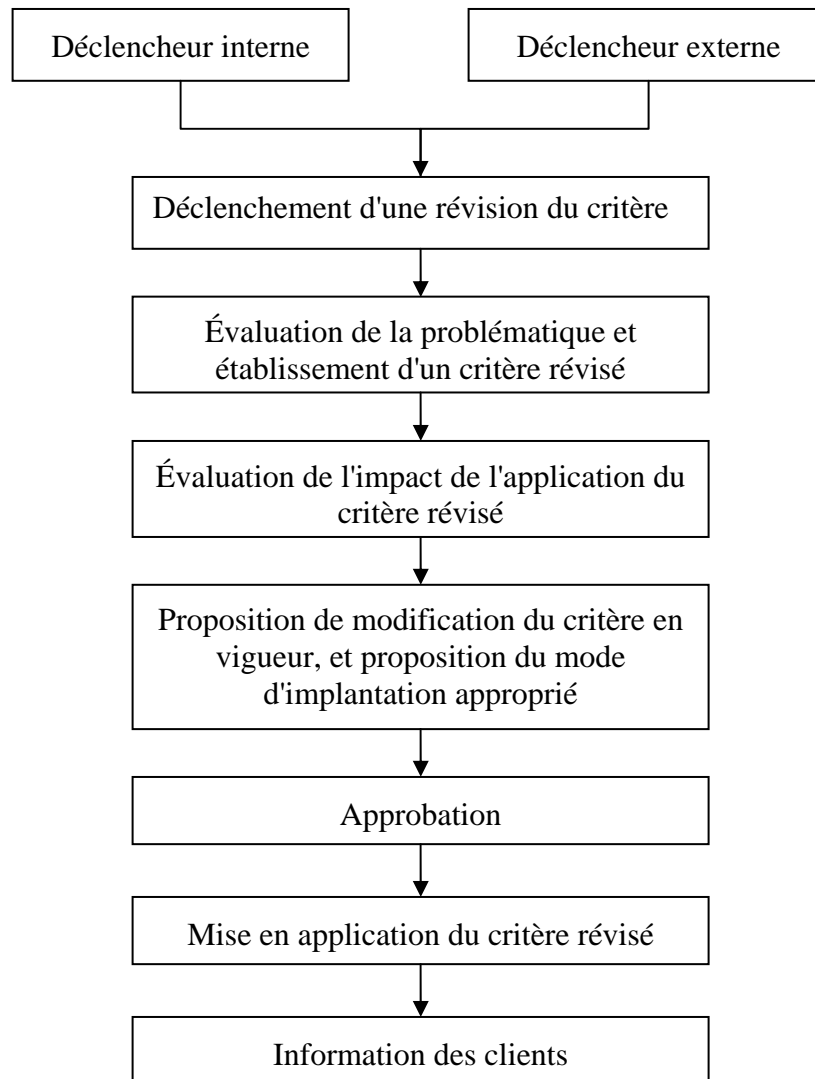 Déclencheur interne
Déclencheur externe
Déclenchement d'une révision du critère
Évaluation de la problématique et
établissement d'un critère révisé
Évaluation de l'impact de l'application du
critère révisé
Proposition de modification du critère en
vigueur, et proposition du mode
d'implantation approprié
Approbation
Mise en application du critère révisé
Information des clients